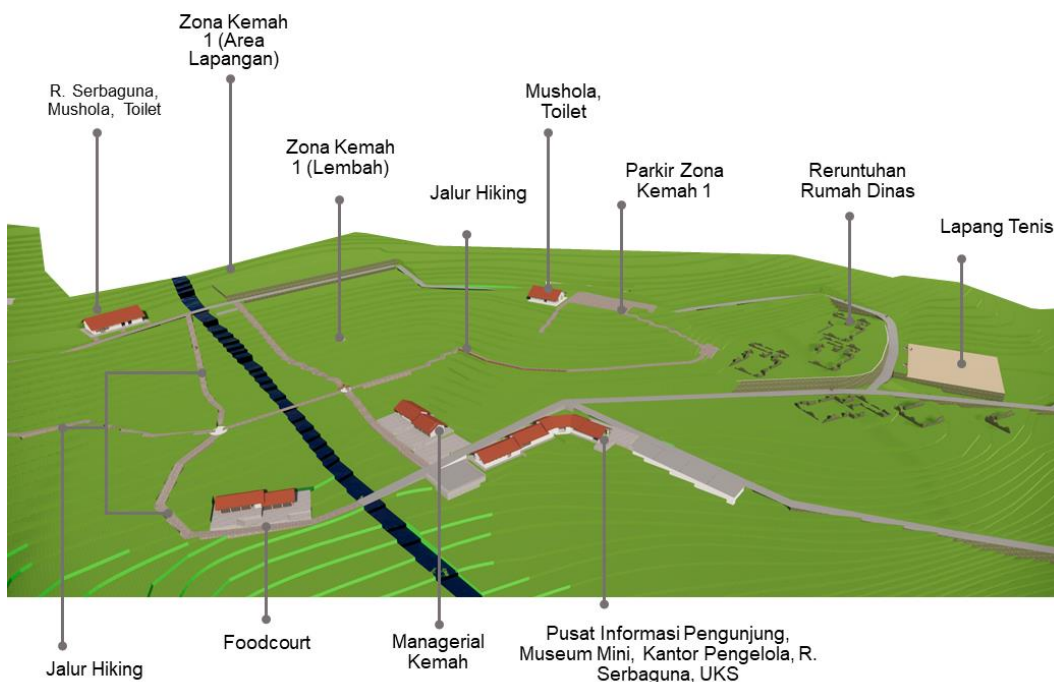 Zona Kemah
1 (Area
Lapangan)
R. Serbaguna,
Mushola, Toilet
Mushola,
Toilet
Zona Kemah
1 (Lembah)
Jalur Hiking
Parkir Zona
Kemah 1
Reruntuhan
Rumah Dinas
Lapang Tenis
Jalur Hiking
Foodcourt
Managerial
Kemah
Pusat Informasi Pengunjung,
Museum Mini, Kantor Pengelola, R.
Serbaguna, UKS